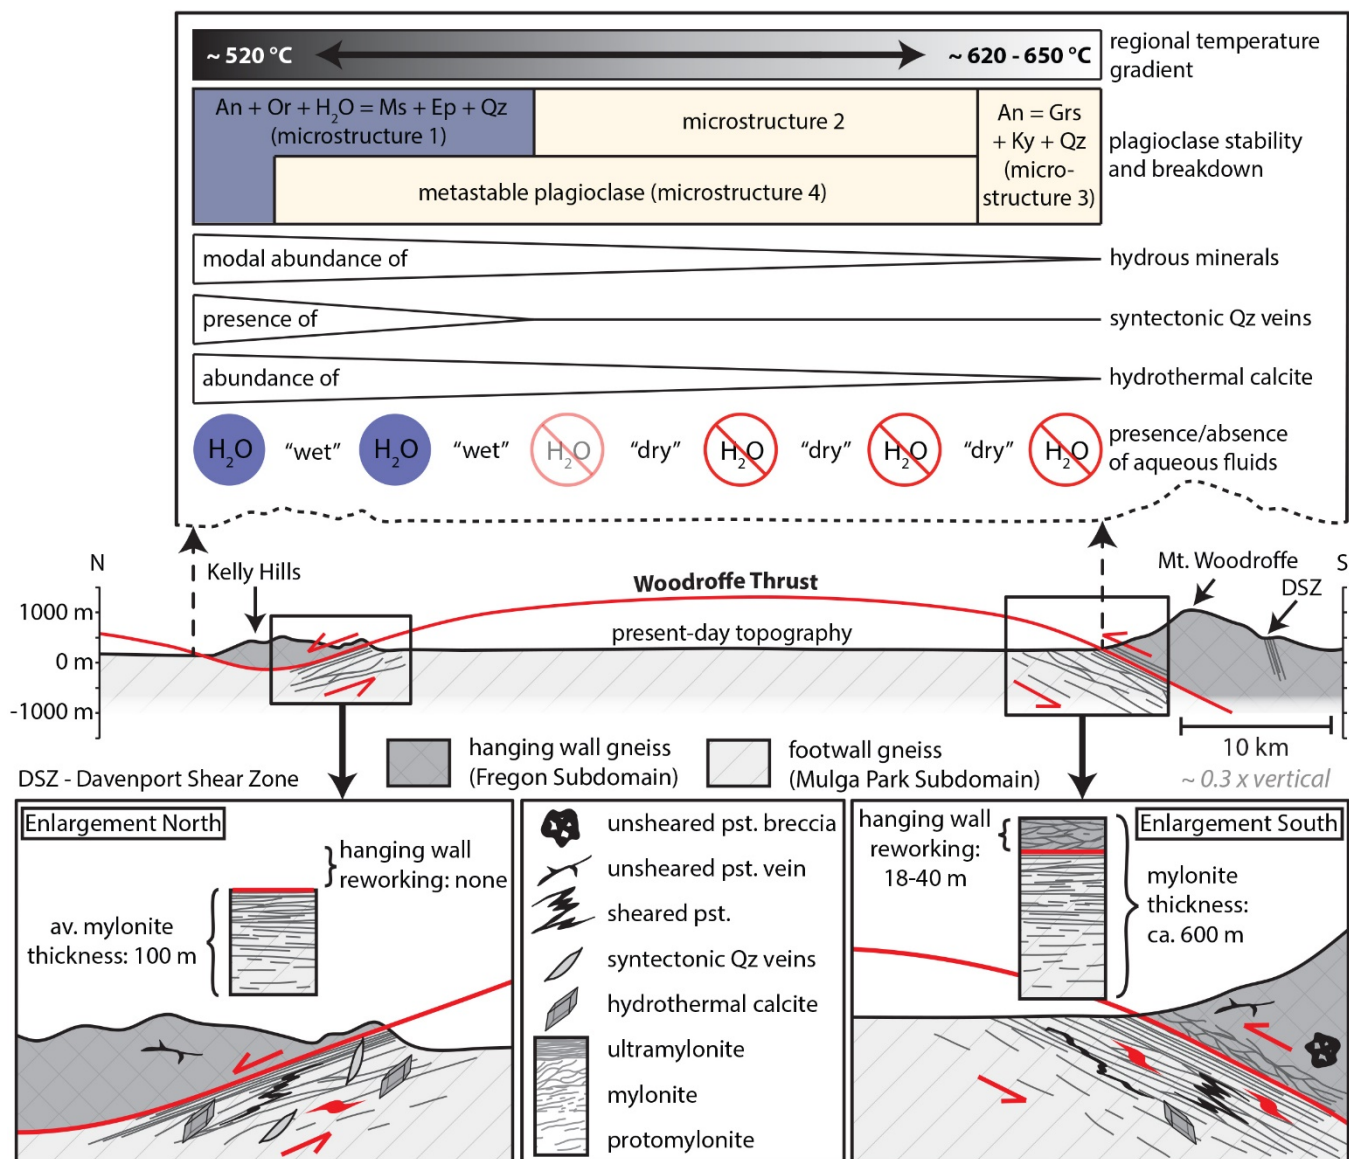 ~ 520 °C
~ 620 - 650 °C
regional temperature
gradient
An + Or + H₂O = Ms + Ep + Qz
(microstructure 1)
microstructure 2
An = Grs
+ Ky + Qz
(micro-
structure 3)
metastable plagioclase (microstructure 4)
plagioclase stability
and breakdown
modal abundance of
hydrous minerals
presence of
syntectonic Qz veins
abundance of
hydrothermal calcite
H₂O “wet” H₂O “wet” H₂O “dry” H₂O “dry” H₂O “dry” H₂O
presence/absence
of aqueous fluids
N
S
Kelly Hills
Woodroffe Thrust
Mt. Woodroffe
DSZ
1000 m
0 m
-1000 m
present-day topography
10 km
~ 0.3 x vertical
hanging wall gneiss
(Fregon Subdomain)
footwall gneiss
(Mulga Park Subdomain)
DSZ - Davenport Shear Zone
Enlargement North
hanging wall
reworking: none
av. mylonite
thickness: 100 m
unsheared pst. breccia
unsheared pst. vein
sheared pst.
syntectonic Qz veins
hydrothermal calcite
ultramylonite
mylonite
protomylonite
Enlargement South
hanging wall
reworking:
18-40 m
mylonite
thickness:
ca. 600 m